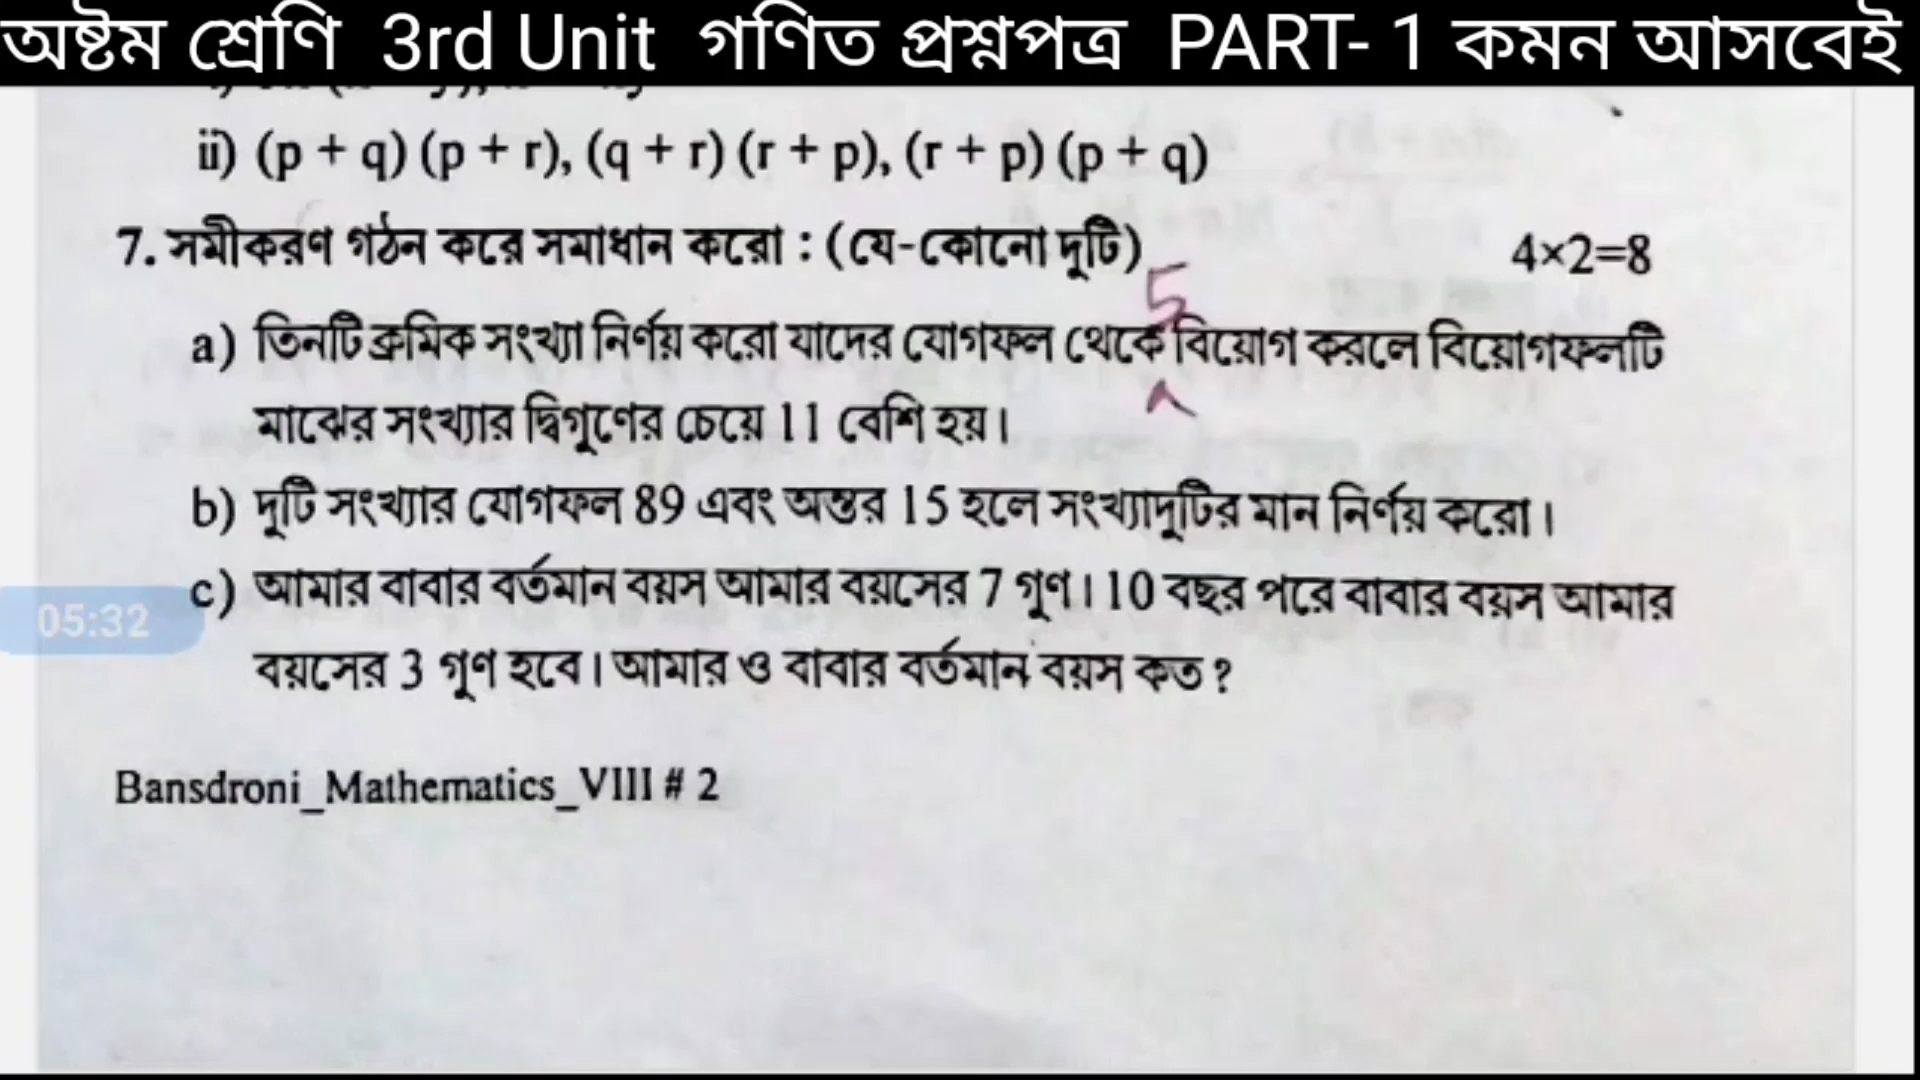 অষ্টম শ্রেণি 3rd Unit গণিত প্রশ্নপত্র PART- 1 কমন আসবেই
ii) (p + q) (p + r), (q + r) (r + p), (r + p) (p + q)
7. সমীকরণ গঠন করে সমাধান করো : (যে-কোনো দুটি) 4×2=8
a) তিনটি ক্রমিক সংখ্যা নির্ণয় করো যাদের যোগফল থেকে 5 বিয়োগ করলে বিয়োগফলটি
মাঝের সংখ্যার দ্বিগুণের চেয়ে 11 বেশি হয়।
b) দুটি সংখ্যার যোগফল 89 এবং অন্তর 15 হলে সংখ্যাদুটির মান নির্ণয় করো।
c) আমার বাবার বর্তমান বয়স আমার বয়সের 7 গুণ। 10 বছর পরে বাবার বয়স আমার
05:32
বয়সের 3 গুণ হবে। আমার ও বাবার বর্তমান বয়স কত?
Bansdroni_Mathematics_VIII # 2